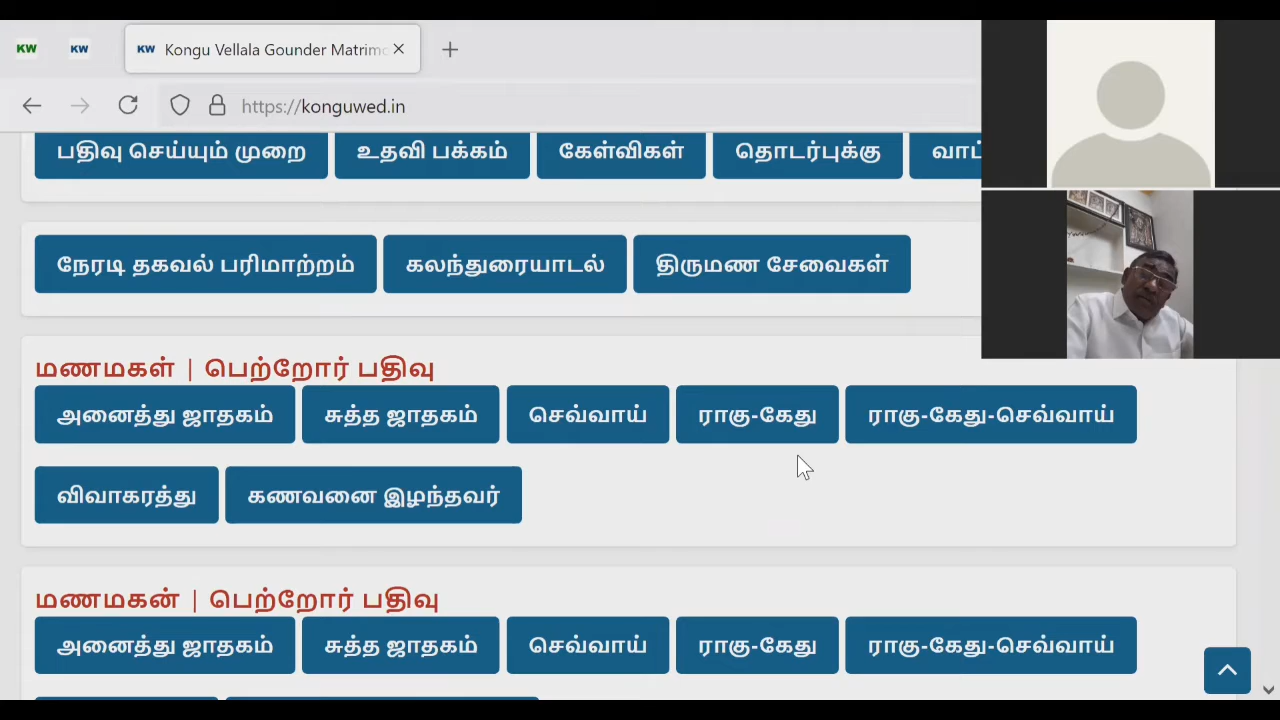 KW KW KW Kongu Vellala Gounder Matrim
https://konguwed.in
பதிவு செய்யும் முறை உதவி பக்கம் கேள்விகள் தொடர்புக்கு
நேரடி தகவல் பரிமாற்றம் கலந்துரையாடல் திருமண சேவைகள்
மணமகள் | பெற்றோர் பதிவு
அனைத்து ஜாதகம் சுத்த ஜாதகம் செவ்வாய் ராகு-கேது ராகு-கேது-செவ்வாய்
விவாகரத்து கணவனை இழந்தவர்
மணமகன் | பெற்றோர் பதிவு
அனைத்து ஜாதகம் சுத்த ஜாதகம் செவ்வாய் ராகு-கேது ராகு-கேது-செவ்வாய்